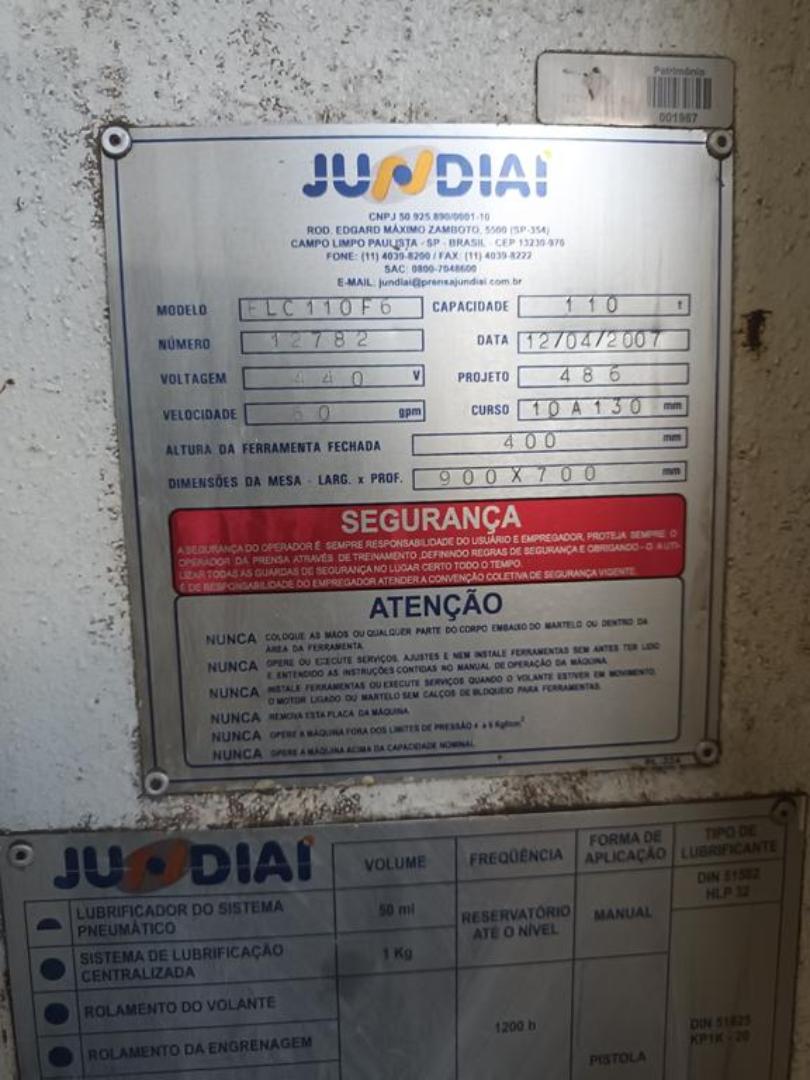 Patrimônio
001987
JUNDIAÍ
CNPJ 50.925.890/0001-10
ROD. EDGARD MÁXIMO ZAMBOTO, 5500 (SP-354)
CAMPO LIMPO PAULISTA - SP - BRASIL - CEP 13230-970
FONE: (11) 4039-8200 / FAX: (11) 4039-8222
SAC: 0800-7048600
E-MAIL: jundiai@prensajundiai.com.br
MODELO LC110F6 CAPACIDADE 110 t
NÚMERO 12782 DATA 12/04/2007
VOLTAGEM 440 V PROJETO 486
VELOCIDADE 60 gpm CURSO 10 A 130 mm
ALTURA DA FERRAMENTA FECHADA 400 mm
DIMENSÕES DA MESA - LARG. x PROF. 900X700 mm
SEGURANÇA
A SEGURANÇA DO OPERADOR É SEMPRE RESPONSABILIDADE DO USUÁRIO E EMPREGADOR, PROTEJA SEMPRE O
OPERADOR DA PRENSA ATRAVÉS DE TREINAMENTO ,DEFININDO REGRAS DE SEGURANÇA E OBRIGANDO - O A UTI-
LIZAR TODAS AS GUARDAS DE SEGURANÇA NO LUGAR CERTO TODO O TEMPO.
É DE RESPONSABILIDADE DO EMPREGADOR ATENDER A CONVENÇÃO COLETIVA DE SEGURANÇA VIGENTE.
ATENÇÃO
NUNCA COLOQUE AS MÃOS OU QUALQUER PARTE DO CORPO EMBAIXO DO MARTELO OU DENTRO DA
ÁREA DA FERRAMENTA.
NUNCA OPERE OU EXECUTE SERVIÇOS, AJUSTES E NEM INSTALE FERRAMENTAS SEM ANTES TER LIDO
E ENTENDIDO AS INSTRUÇÕES CONTIDAS NO MANUAL DE OPERAÇÃO DA MÁQUINA.
NUNCA INSTALE FERRAMENTAS OU EXECUTE SERVIÇOS QUANDO O VOLANTE ESTIVER EM MOVIMENTO,
O MOTOR LIGADO OU MARTELO SEM CALÇOS DE BLOQUEIO PARA FERRAMENTAS.
NUNCA REMOVA ESTA PLACA DA MÁQUINA.
NUNCA OPERE A MÁQUINA FORA DOS LIMITES DE PRESSÃO 4 a 6 Kgf/cm²
NUNCA OPERE A MÁQUINA ACIMA DA CAPACIDADE NOMINAL
JUNDIAÍ VOLUME FREQÜÊNCIA FORMA DE APLICAÇÃO TIPO DE LUBRIFICANTE
LUBRIFICADOR DO SISTEMA
PNEUMÁTICO
50 ml
RESERVATÓRIO
ATÉ O NÍVEL
MANUAL
DIN 51502
HLP 32
SISTEMA DE LUBRIFICAÇÃO
CENTRALIZADA
1 Kg
ROLAMENTO DO VOLANTE
ROLAMENTO DA ENGRENAGEM
1200 h
PISTOLA
DIN 51825
KP1K - 20